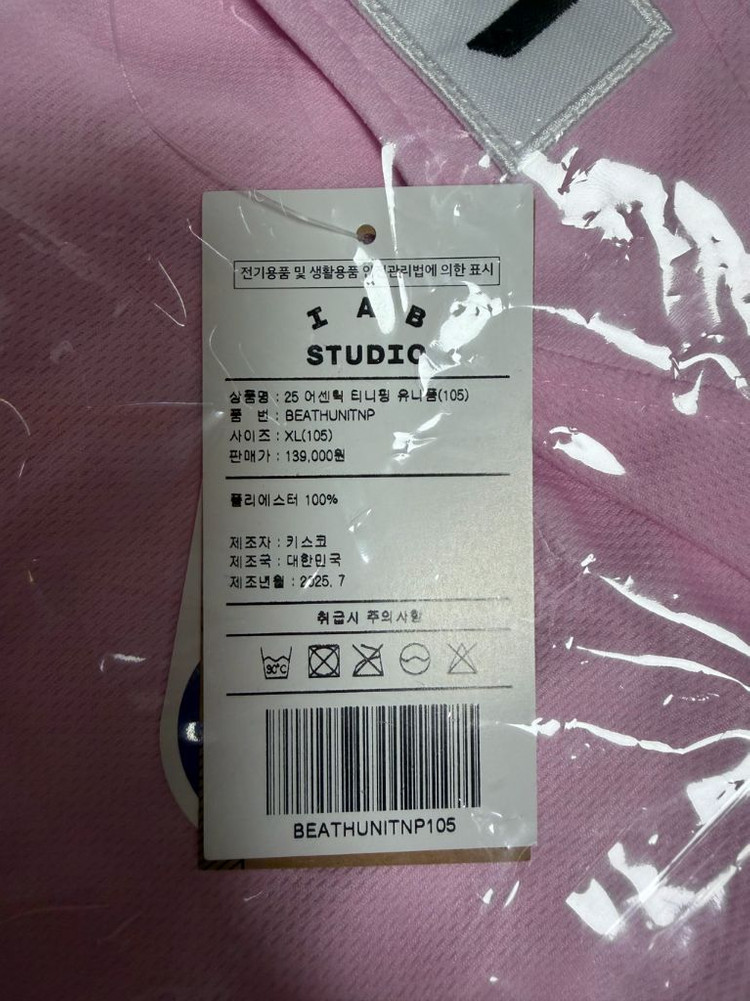 전기용품 및 생활용품 안전관리법에 의한 표시
IAB
STUDIO
상품명 : 25 어센틱 티니핑 유니폼(105)
품 번 : BEATHUNITNP
사이즈 : XL(105)
판매가 : 139,000원
폴리에스터 100%
제조자 : 키스코
제조국 : 대한민국
제조년월 : 2025. 7
취급시 주의사항
30℃
BEATHUNITNP105